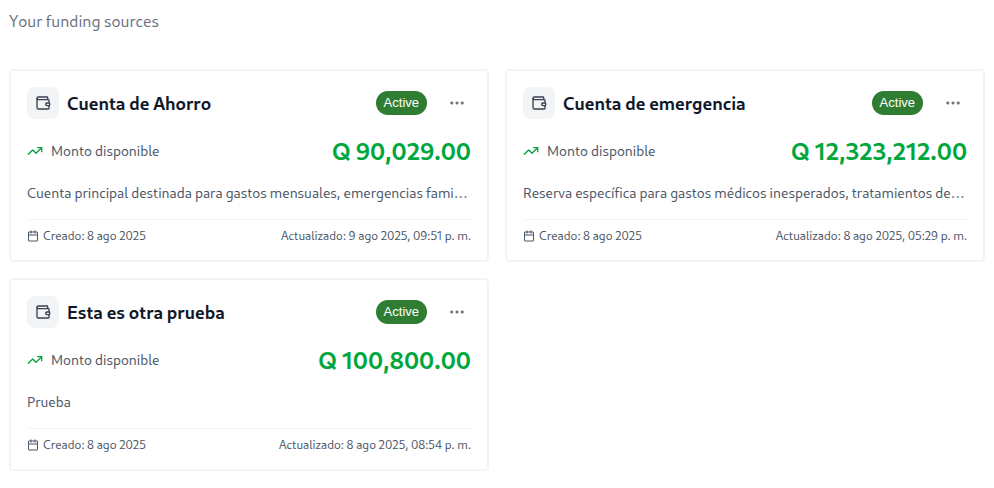 Your funding sources
Cuenta de Ahorro
Active
Monto disponible
Q 90,029.00
Cuenta principal destinada para gastos mensuales, emergencias fami...
Creado: 8 ago 2025
Actualizado: 9 ago 2025, 09:51 p. m.
Cuenta de emergencia
Active
Monto disponible
Q 12,323,212.00
Reserva específica para gastos médicos inesperados, tratamientos de...
Creado: 8 ago 2025
Actualizado: 8 ago 2025, 05:29 p. m.
Esta es otra prueba
Active
Monto disponible
Q 100,800.00
Prueba
Creado: 8 ago 2025
Actualizado: 8 ago 2025, 08:54 p. m.